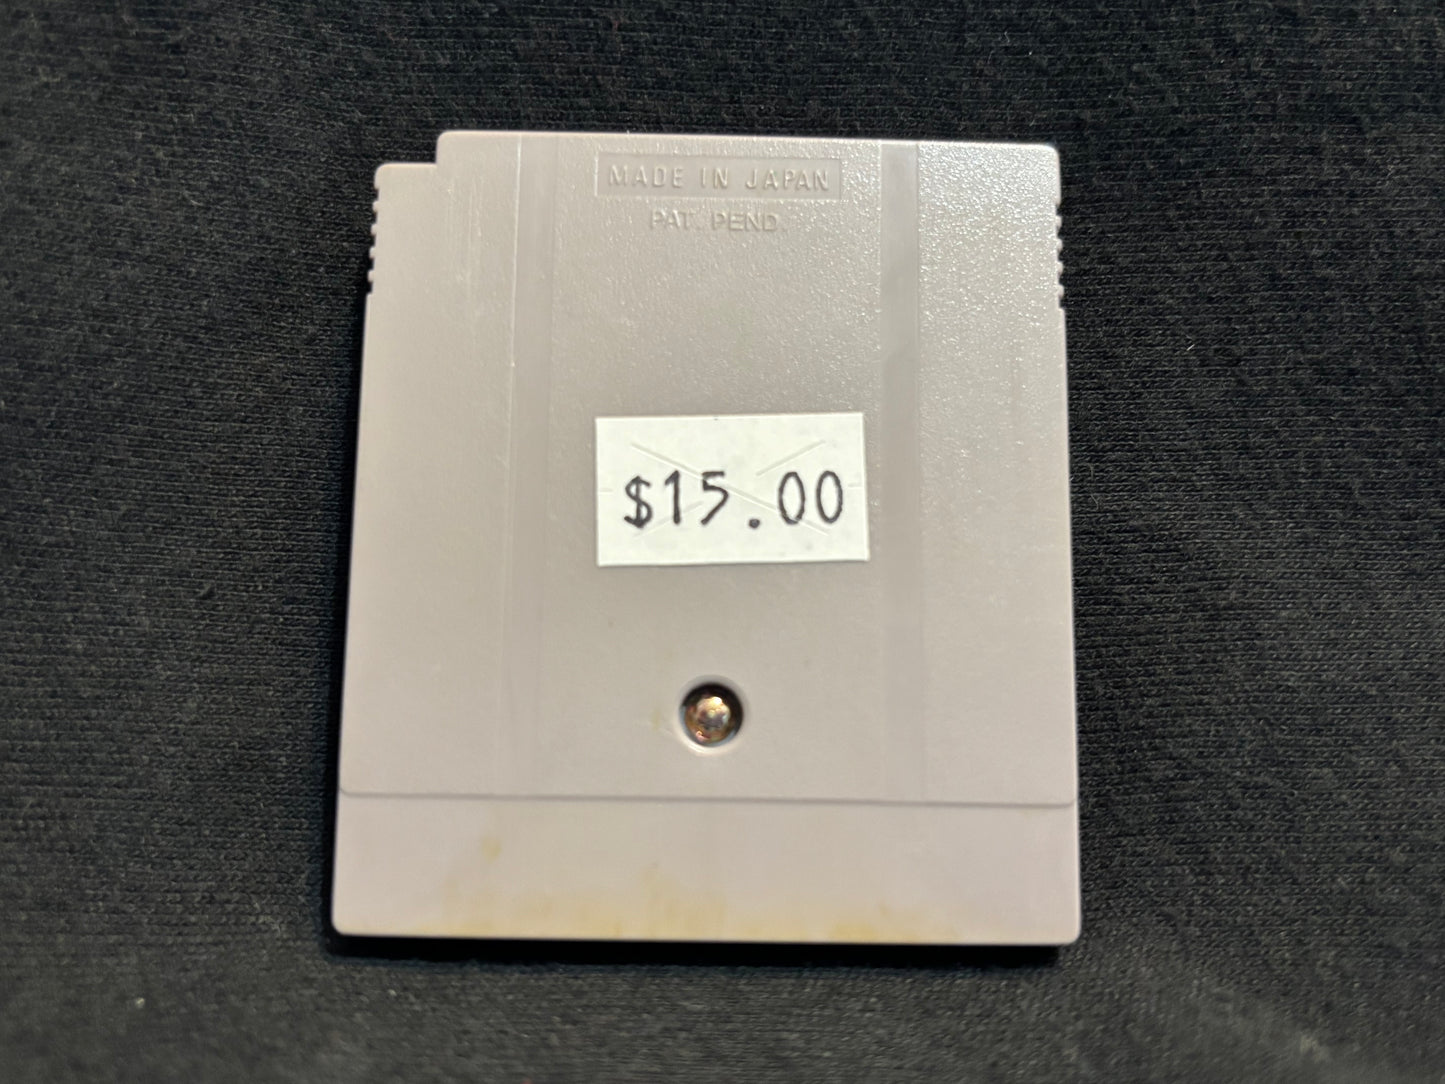 MADE IN JAPAN
PAT. PEND.
$15.00